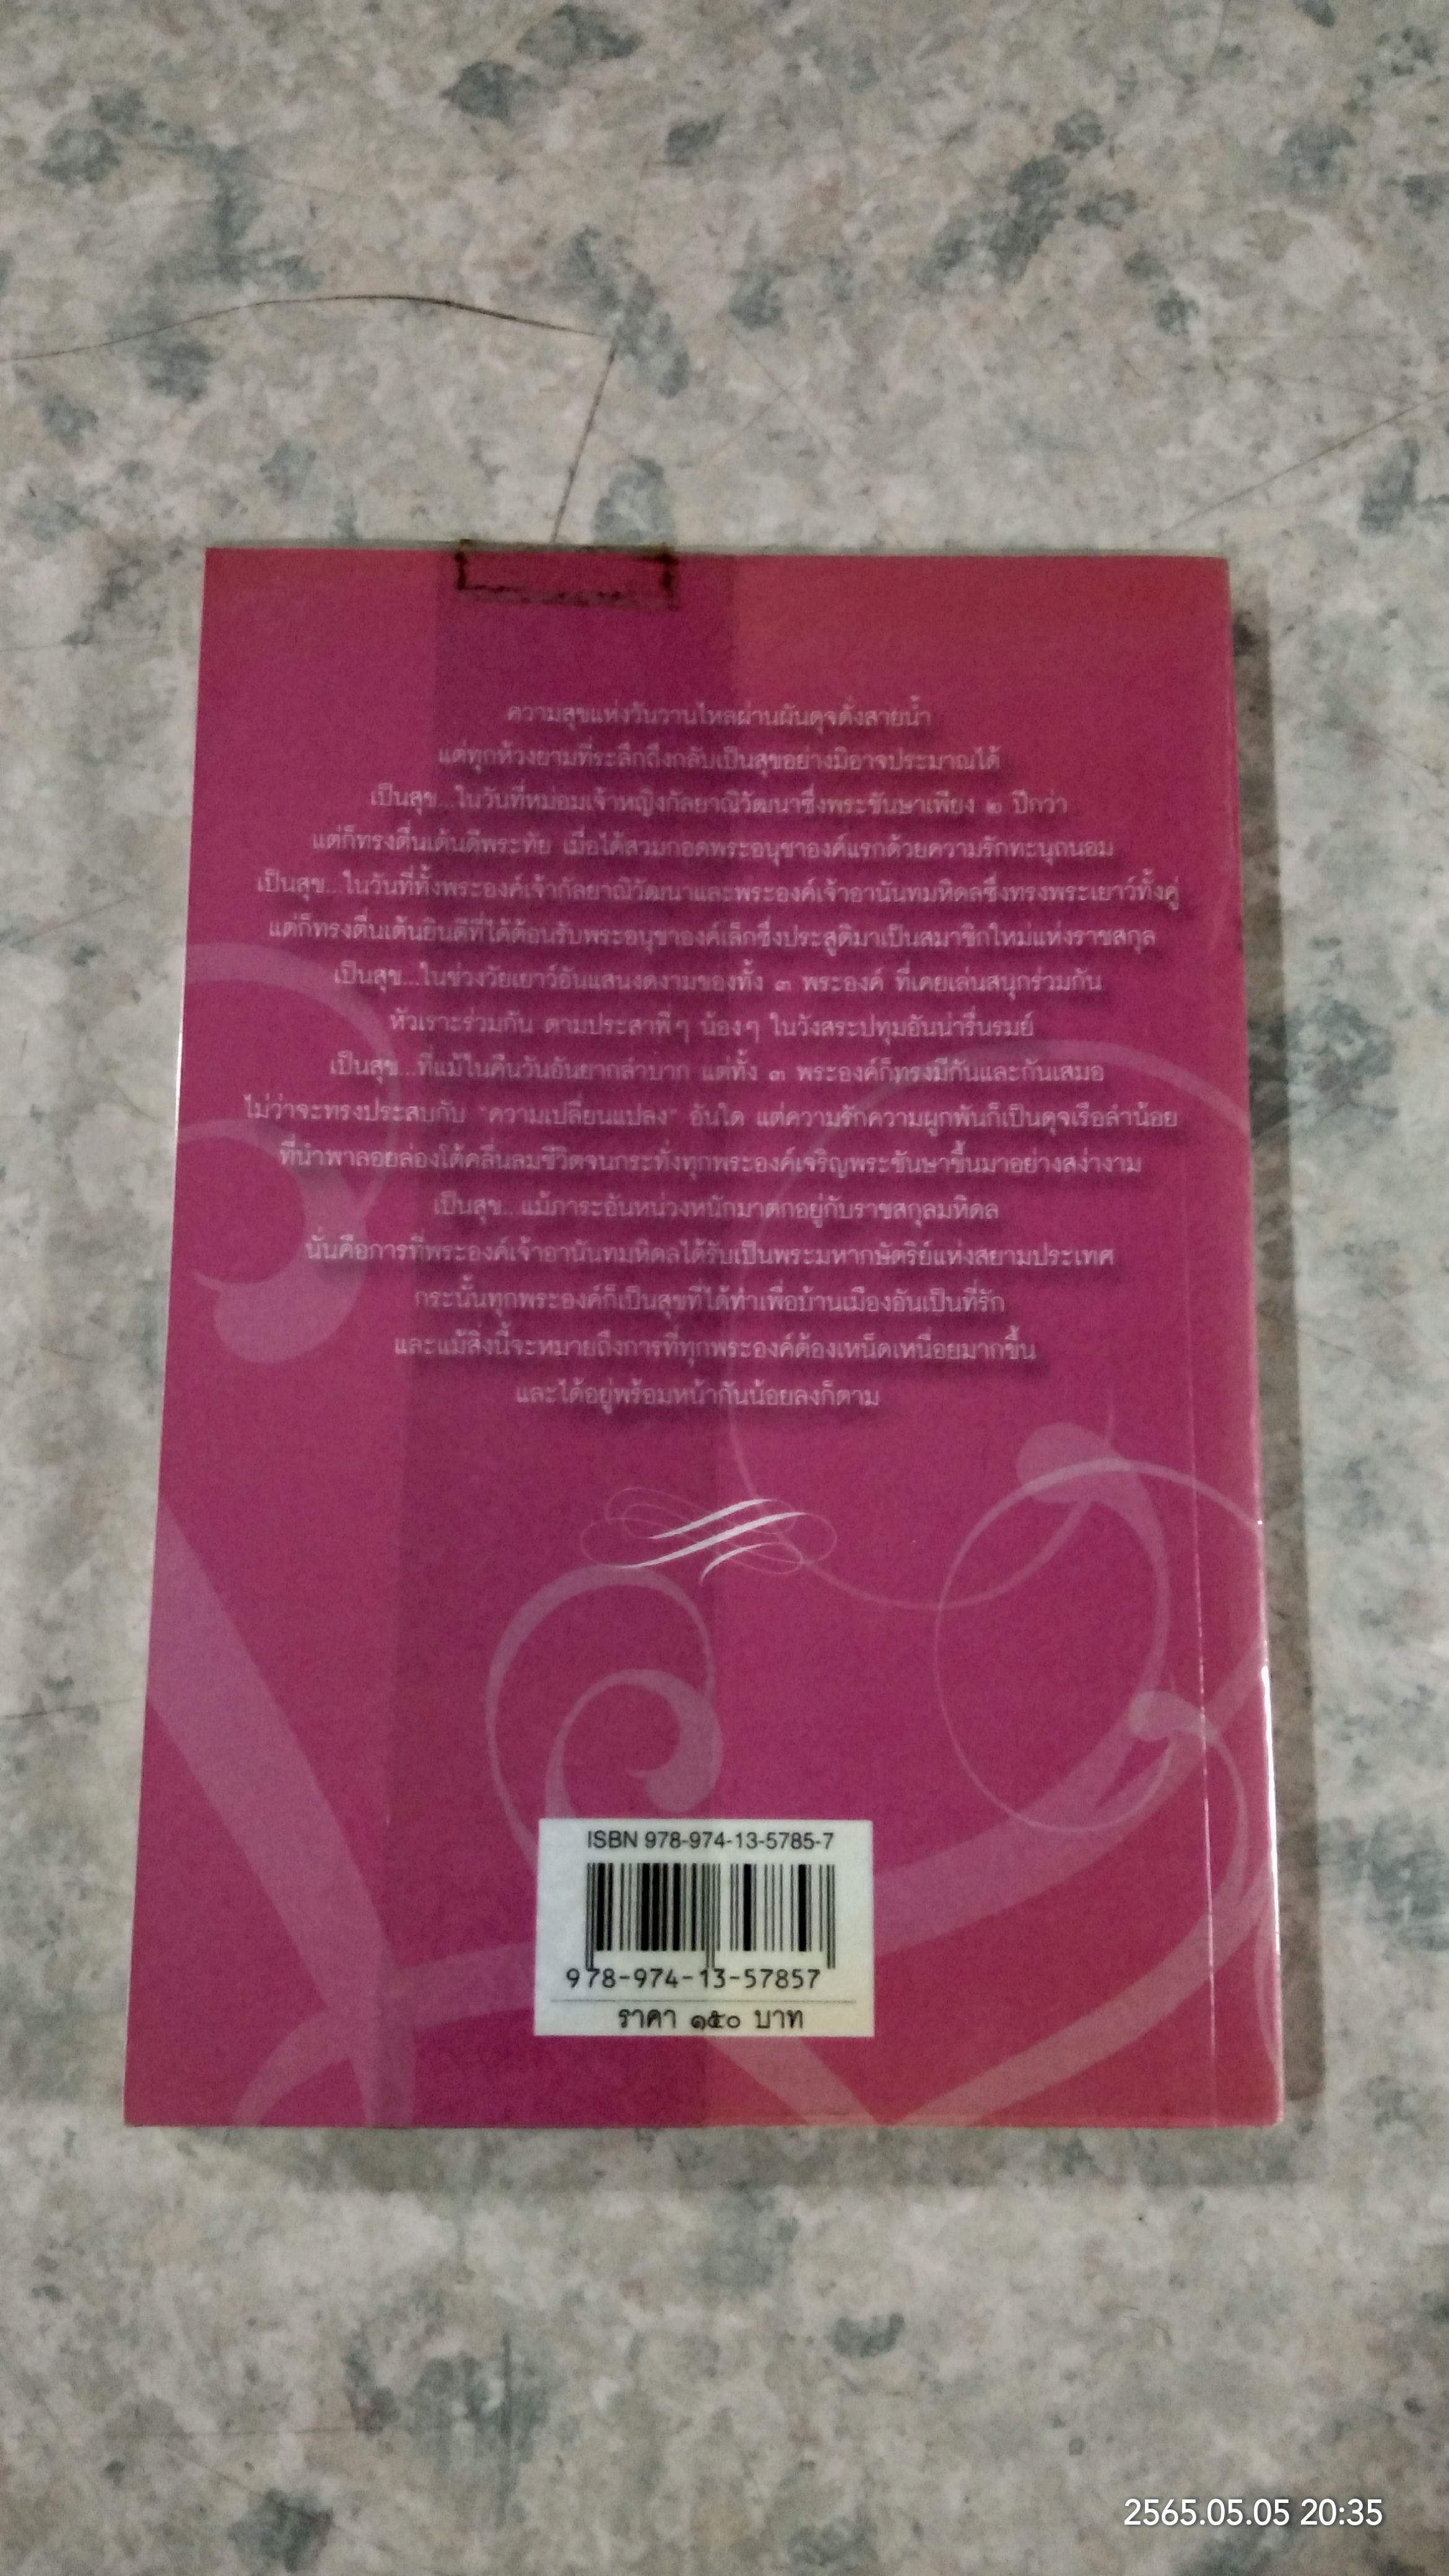 ความสุขแห่งวันวานไหลผ่านผันดุจดั่งสายน้ำ
แต่ทุกห้วงยามที่ระลึกถึงกลับเป็นสุขอย่างมิอาจประมาณได้
เป็นสุข...ในวันที่หม่อมเจ้าหญิงกัลยาณิวัฒนาซึ่งพระชันษาเพียง ๒ ปีกว่า
แต่ก็ทรงตื่นเต้นดีพระทัย เมื่อได้สวมกอดพระอนุชาองค์แรกด้วยความรักทะนุถนอม
เป็นสุข...ในวันที่ทั้งพระองค์เจ้ากัลยาณิวัฒนาและพระองค์เจ้าอานันทมหิดลซึ่งทรงพระเยาว์ทั้งคู่
แต่ก็ทรงตื่นเต้นยินดีที่ได้ต้อนรับพระอนุชาองค์เล็กซึ่งประสูติมาเป็นสมาชิกใหม่แห่งราชสกุล
เป็นสุข...ในช่วงวัยเยาว์อันแสนงดงามของทั้ง ๓ พระองค์ ที่เคยเล่นสนุกร่วมกัน
หัวเราะร่วมกัน ตามประสาพี่ๆ น้องๆ ในวังสระปทุมอันน่ารื่นรมย์
เป็นสุข...ที่แม้ในคืนวันอันยากลำบาก แต่ทั้ง ๓ พระองค์ก็ทรงมีกันและกันเสมอ
ไม่ว่าจะทรงประสบกับ "ความเปลี่ยนแปลง" อันใด แต่ความรักความผูกพันก็เป็นดุจเรือลำน้อย
ที่นำพาลอยล่องโต้คลื่นลมชีวิตจนกระทั่งทุกพระองค์เจริญพระชันษาขึ้นมาอย่างสง่างาม
เป็นสุข...แม้ภาระอันหน่วงหนักมาตกอยู่กับราชสกุลมหิดล
นั่นคือการที่พระองค์เจ้าอานันทมหิดลได้รับเป็นพระมหากษัตริย์แห่งสยามประเทศ
กระนั้นทุกพระองค์ก็เป็นสุขที่ได้ทำเพื่อบ้านเมืองอันเป็นที่รัก
และแม้สิ่งนี้จะหมายถึงการที่ทุกพระองค์ต้องเหน็ดเหนื่อยมากขึ้น
และได้อยู่พร้อมหน้ากันน้อยลงก็ตาม
ISBN 978-974-13-5785-7
978-974-13-57857
ราคา ๑๕๐ บาท
2565.05.05 20:35